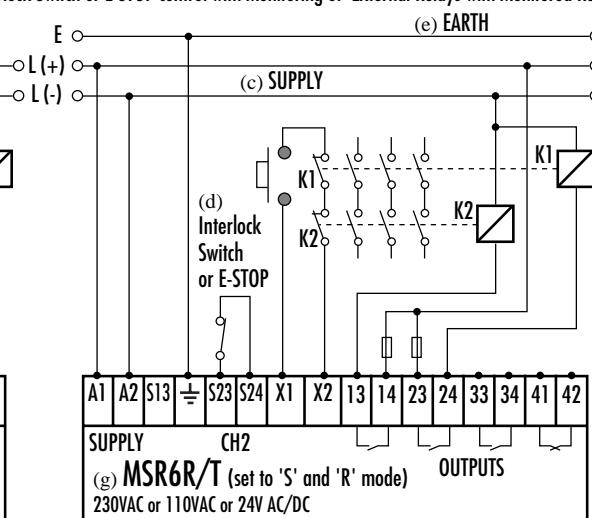 (e) EARTH
E
L (+)
L (-)
(c) SUPPLY
K1
K1
(d)
Interlock
Switch
or E-STOP
K2
K2
A1 A2 S13 S23 S24 X1 X2 13 14 23 24 33 34 41 42
SUPPLY CH2
OUTPUTS
(g) MSR6R/T (set to 'S' and 'R' mode)
230VAC or 110VAC or 24V AC/DC